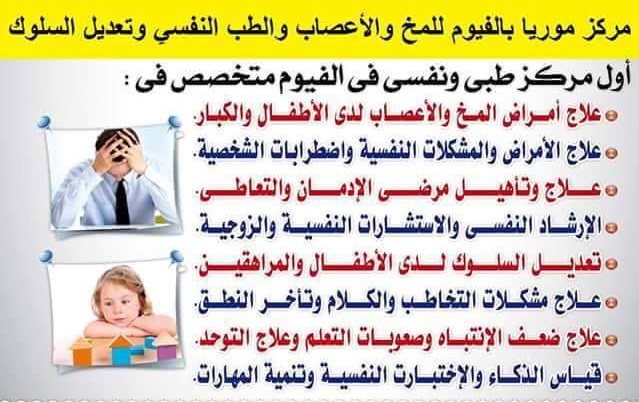 مركز موريا بالفيوم للمخ والأعصاب والطب النفسي وتعديل السلوك
أول مركز طبى ونفسى فى الفيوم متخصص فى :
علاج أمراض المخ والأعصاب لدى الأطفال والكبار.
علاج الأمراض والمشكلات النفسية واضطرابات الشخصية.
علاج وتأهيل مرضى الإدمان والتعاطى.
الإرشاد النفسى والاستشارات النفسية والزوجية.
تعديل السلوك لدى الأطفال والمراهقين.
علاج مشكلات التخاطب والكلام وتأخر النطق.
علاج ضعف الإنتباه وصعوبات التعلم وعلاج التوحد.
قياس الذكاء والإختبارت النفسية وتنمية المهارات.